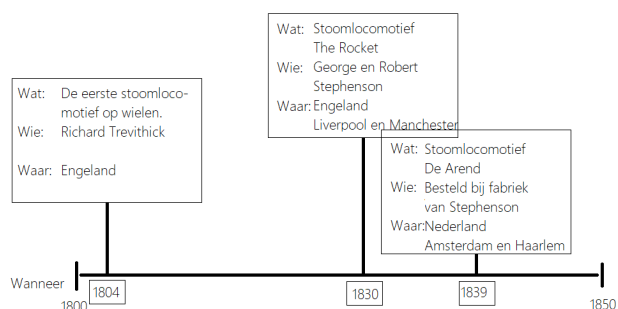 Wat: Stoomlocomotief
The Rocket
Wie: George en Robert
Stephenson
Waar: Engeland
Liverpool en Manchester
Wat: De eerste stoomloco-
motief op wielen.
Wie: Richard Trevithick
Waar: Engeland
Wat: Stoomlocomotief
De Arend
Wie: Besteld bij fabriek
van Stephenson
Waar: Nederland
Amsterdam en Haarlem
Wanneer
1800
1804
1830
1839
1850